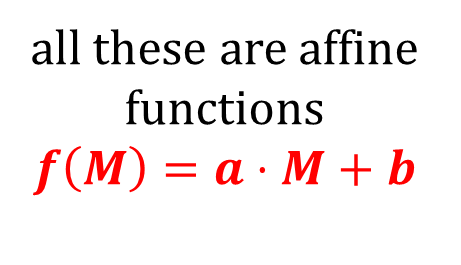 all these are affine
functions
f(M) = a · M + b